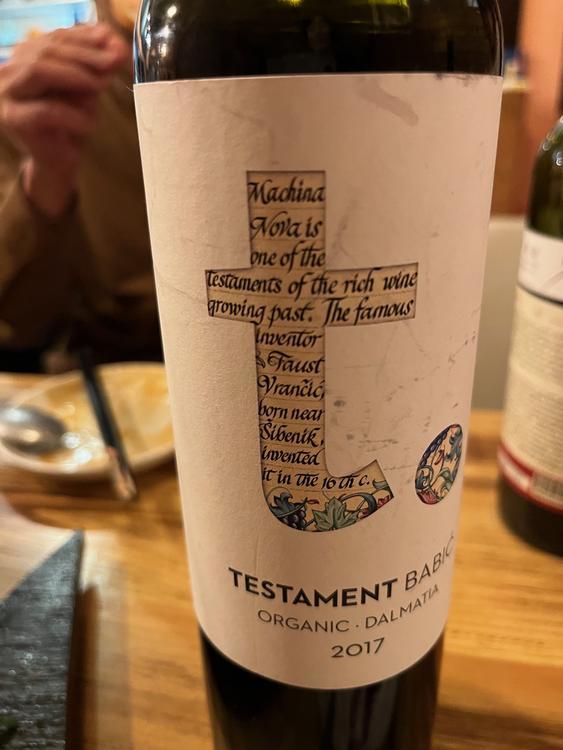 Machina
Nova is
one of the
testaments of the rich wine
growing past. The famous
inventor
Faust
Vrančić,
born near
Šibenik,
invented
it in the 16th c.
TESTAMENT BABIĆ
ORGANIC · DALMATIA
2017